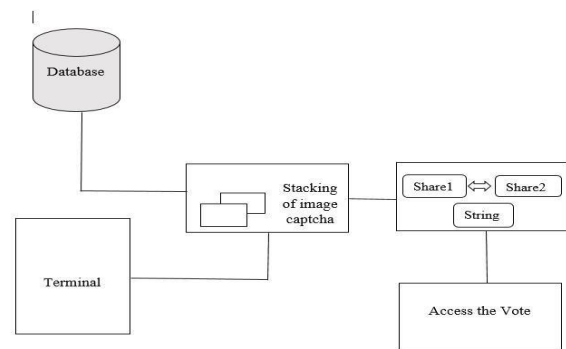 Database
Stacking
of image
captcha
Share1
Share2
String
Terminal
Access the Vote